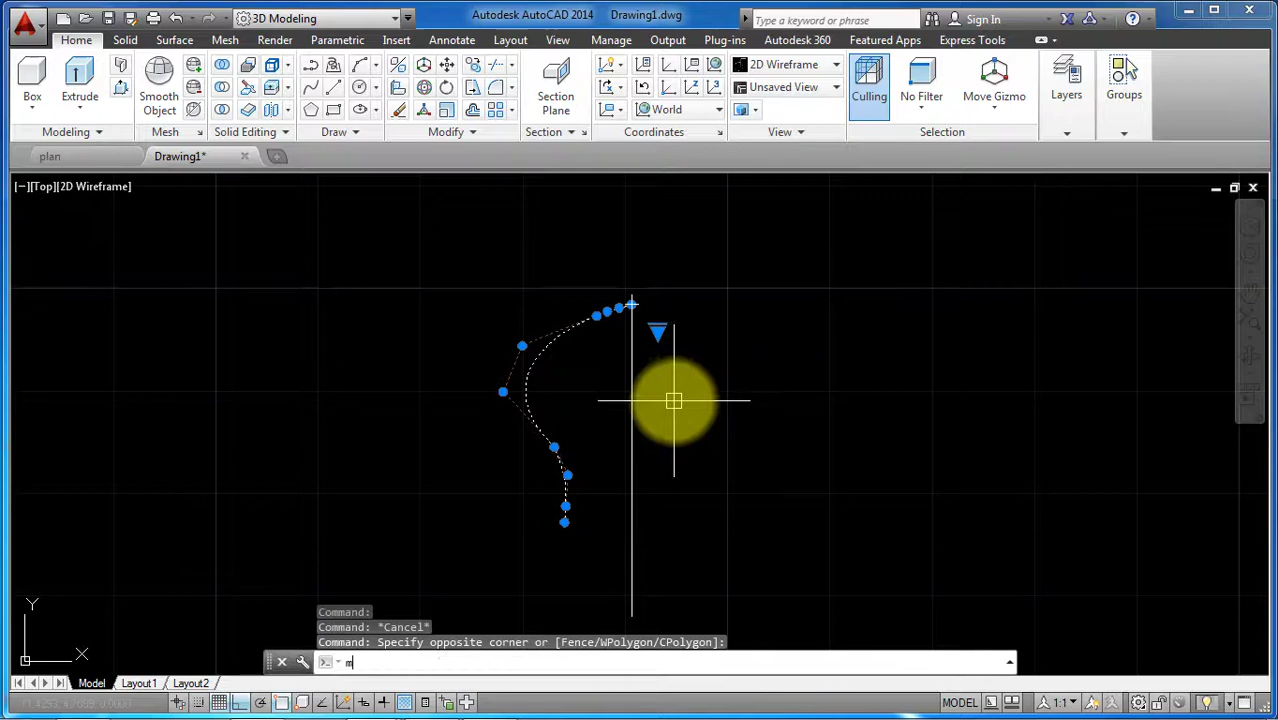 3D Modeling
Autodesk AutoCAD 2014 Drawing1.dwg
Type a keyword or phrase
Sign In
Home Solid Surface Mesh Render Parametric Insert Annotate Layout View Manage Output Plug-ins Autodesk 360 Featured Apps Express Tools
Box
Extrude
Smooth
Object
Section
Plane
World
2D Wireframe
Unsaved View
Culling
No Filter
Move Gizmo
Layers
Groups
Modeling
Mesh
Solid Editing
Draw
Modify
Section
Coordinates
View
Selection
plan
Drawing1*
[−][Top][2D Wireframe]
Y
X
Command:
Command: *Cancel*
Command: Specify opposite corner or [Fence/WPolygon/CPolygon]:
m
Model Layout1 Layout2
MODEL
1:1